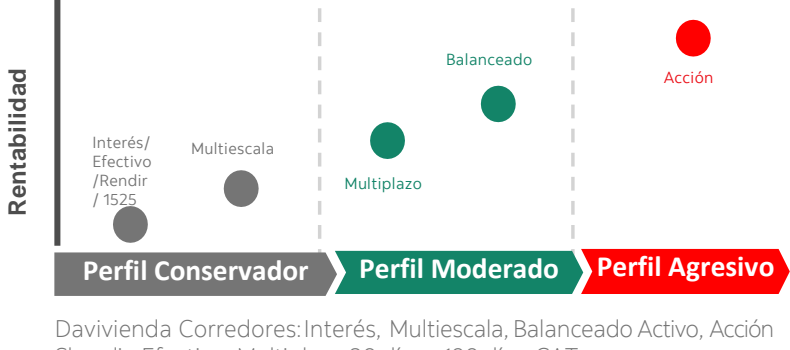 Rentabilidad
Balanceado
Acción
Interés/
Efectivo
/Rendir
/ 1525
Multiescala
Multiplazo
Perfil Conservador
Perfil Moderado
Perfil Agresivo
Davivienda Corredores: Interés, Multiescala, Balanceado Activo, Acción